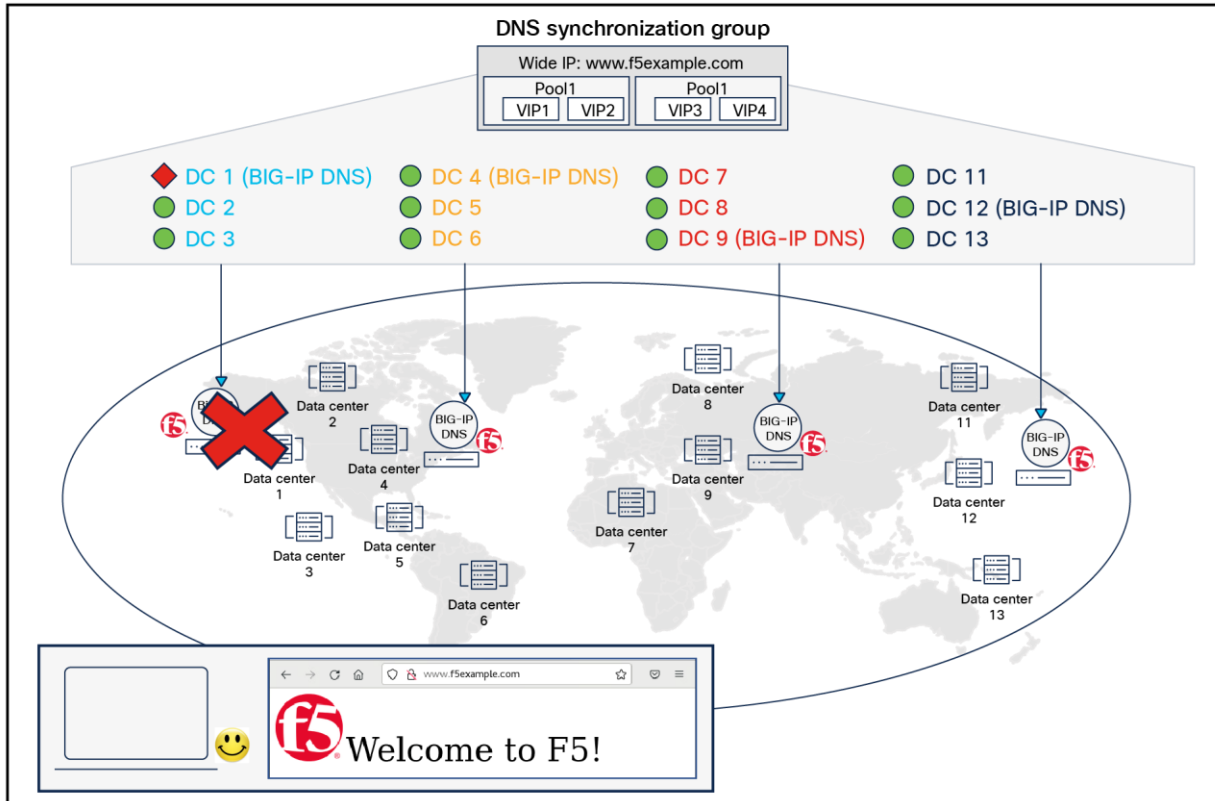 DNS synchronization group
Wide IP: www.f5example.com
Pool1
VIP1 VIP2
Pool1
VIP3 VIP4
DC 1 (BIG-IP DNS)
DC 2
DC 3
DC 4 (BIG-IP DNS)
DC 5
DC 6
DC 7
DC 8
DC 9 (BIG-IP DNS)
DC 11
DC 12 (BIG-IP DNS)
DC 13
f5
Data center
1
Data center
2
Data center
3
BIG-IP
DNS
f5
Data center
4
Data center
5
Data center
6
Data center
7
Data center
8
Data center
9
BIG-IP
DNS
f5
Data center
11
Data center
12
Data center
13
BIG-IP
DNS
f5
www.f5example.com
f5
Welcome to F5!